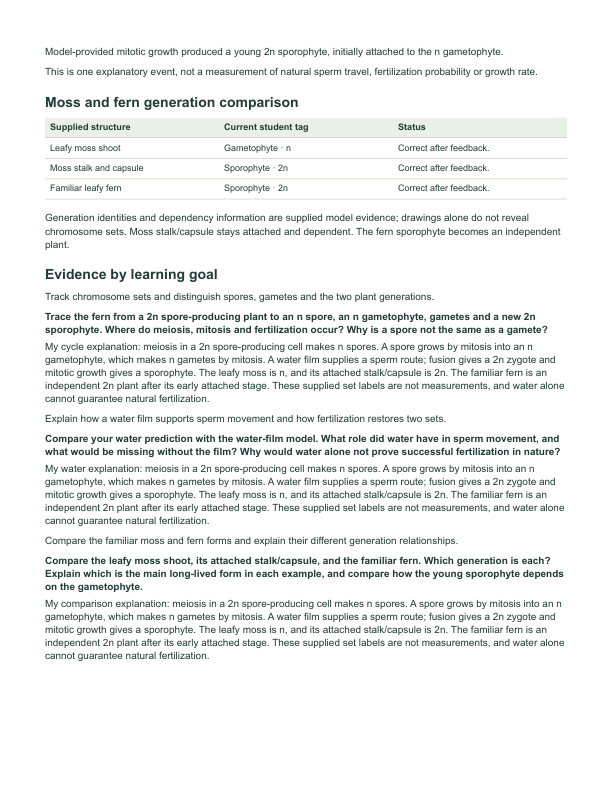 Model-provided mitotic growth produced a young 2n sporophyte, initially attached to the n gametophyte.
This is one explanatory event, not a measurement of natural sperm travel, fertilization probability or growth rate.
Moss and fern generation comparison
Supplied structure Current student tag Status
Leafy moss shoot Gametophyte · n Correct after feedback.
Moss stalk and capsule Sporophyte · 2n Correct after feedback.
Familiar leafy fern Sporophyte · 2n Correct after feedback.
Generation identities and dependency information are supplied model evidence; drawings alone do not reveal
chromosome sets. Moss stalk/capsule stays attached and dependent. The fern sporophyte becomes an independent
plant.
Evidence by learning goal
Track chromosome sets and distinguish spores, gametes and the two plant generations.
Trace the fern from a 2n spore-producing plant to an n spore, an n gametophyte, gametes and a new 2n
sporophyte. Where do meiosis, mitosis and fertilization occur? Why is a spore not the same as a gamete?
My cycle explanation: meiosis in a 2n spore-producing cell makes n spores. A spore grows by mitosis into an n
gametophyte, which makes n gametes by mitosis. A water film supplies a sperm route; fusion gives a 2n zygote and
mitotic growth gives a sporophyte. The leafy moss is n, and its attached stalk/capsule is 2n. The familiar fern is an
independent 2n plant after its early attached stage. These supplied set labels are not measurements, and water alone
cannot guarantee natural fertilization.
Explain how a water film supports sperm movement and how fertilization restores two sets.
Compare your water prediction with the water-film model. What role did water have in sperm movement, and
what would be missing without the film? Why would water alone not prove successful fertilization in nature?
My water explanation: meiosis in a 2n spore-producing cell makes n spores. A spore grows by mitosis into an n
gametophyte, which makes n gametes by mitosis. A water film supplies a sperm route; fusion gives a 2n zygote and
mitotic growth gives a sporophyte. The leafy moss is n, and its attached stalk/capsule is 2n. The familiar fern is an
independent 2n plant after its early attached stage. These supplied set labels are not measurements, and water alone
cannot guarantee natural fertilization.
Compare the familiar moss and fern forms and explain their different generation relationships.
Compare the leafy moss shoot, its attached stalk/capsule, and the familiar fern. Which generation is each?
Explain which is the main long-lived form in each example, and compare how the young sporophyte depends
on the gametophyte.
My comparison explanation: meiosis in a 2n spore-producing cell makes n spores. A spore grows by mitosis into an n
gametophyte, which makes n gametes by mitosis. A water film supplies a sperm route; fusion gives a 2n zygote and
mitotic growth gives a sporophyte. The leafy moss is n, and its attached stalk/capsule is 2n. The familiar fern is an
independent 2n plant after its early attached stage. These supplied set labels are not measurements, and water alone
cannot guarantee natural fertilization.